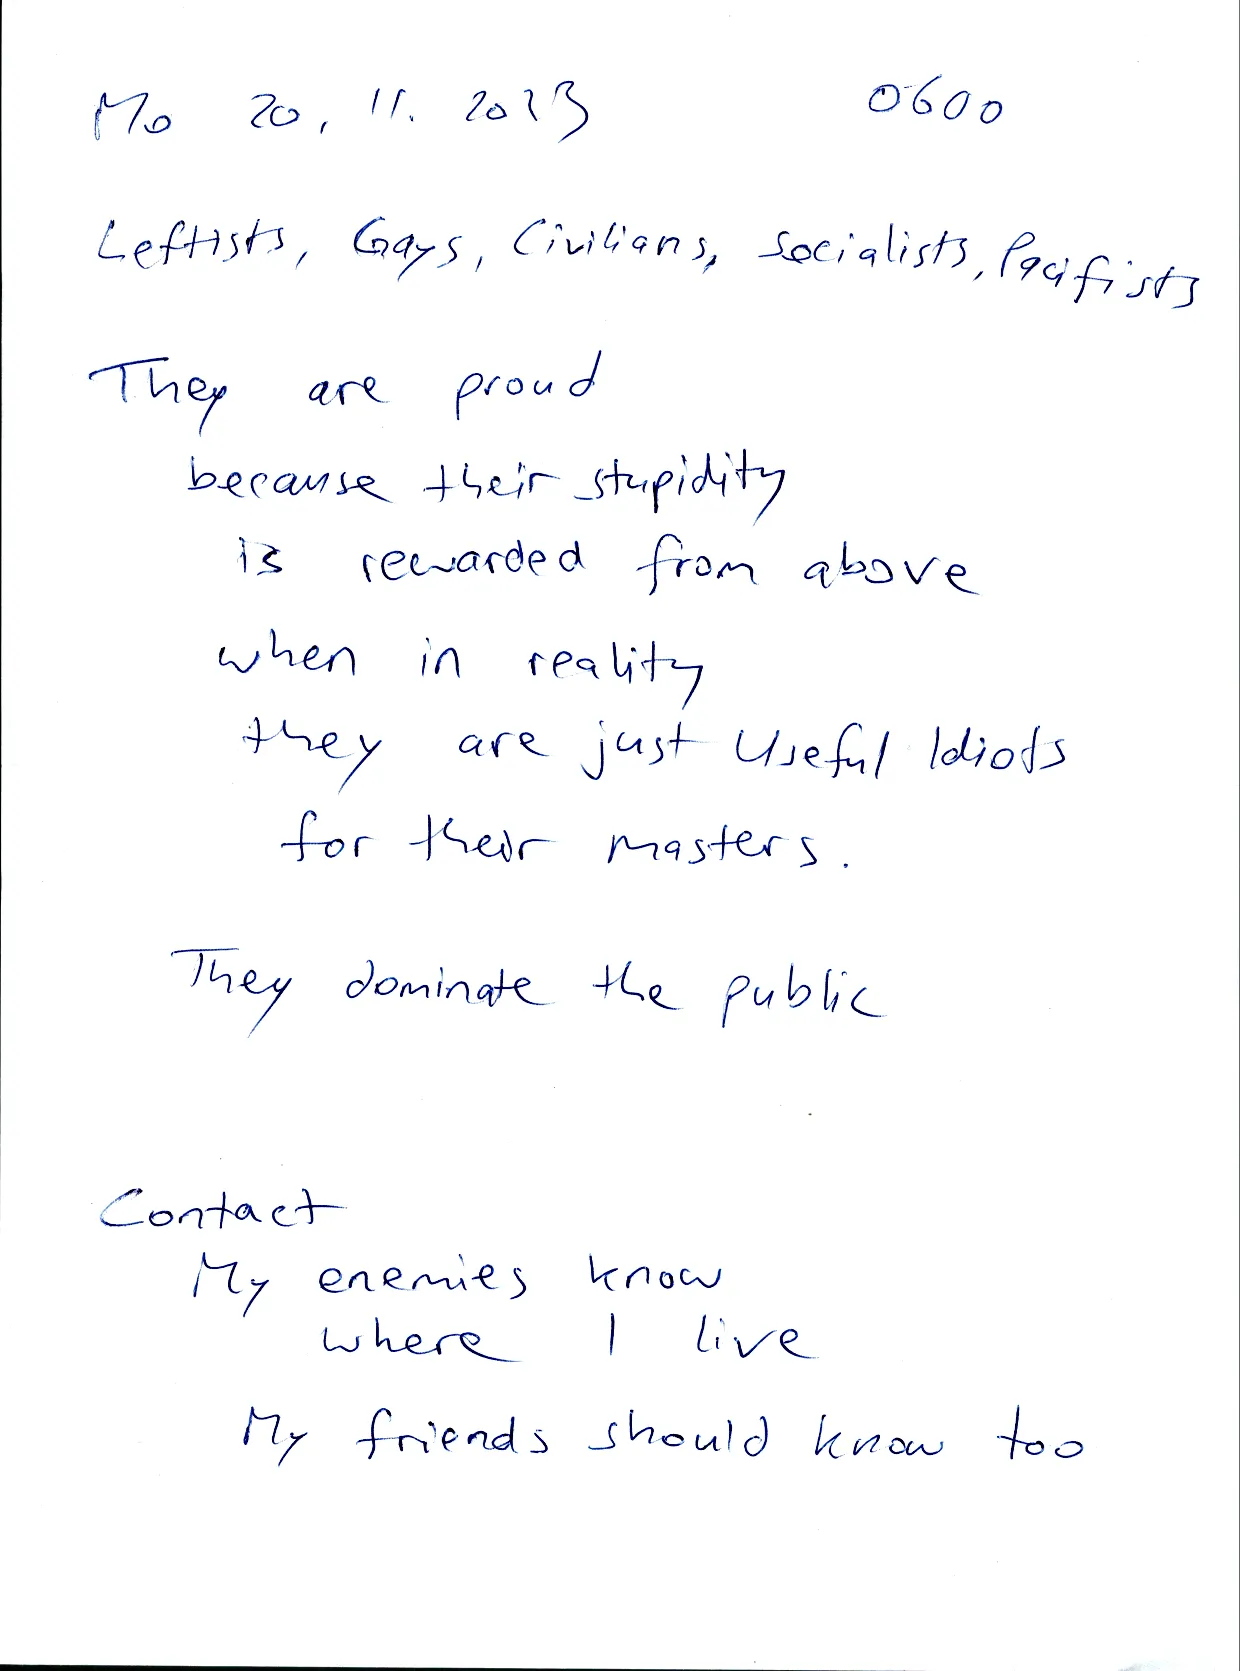 Mo 20, 11. 2023 0600
Leftists, Gays, Civilians, Socialists, Pacifists
They are proud
because their stupidity
is rewarded from above
when in reality
they are just Useful Idiots
for their masters.
They dominate the public
Contact
My enemies know
where I live
My friends should know too